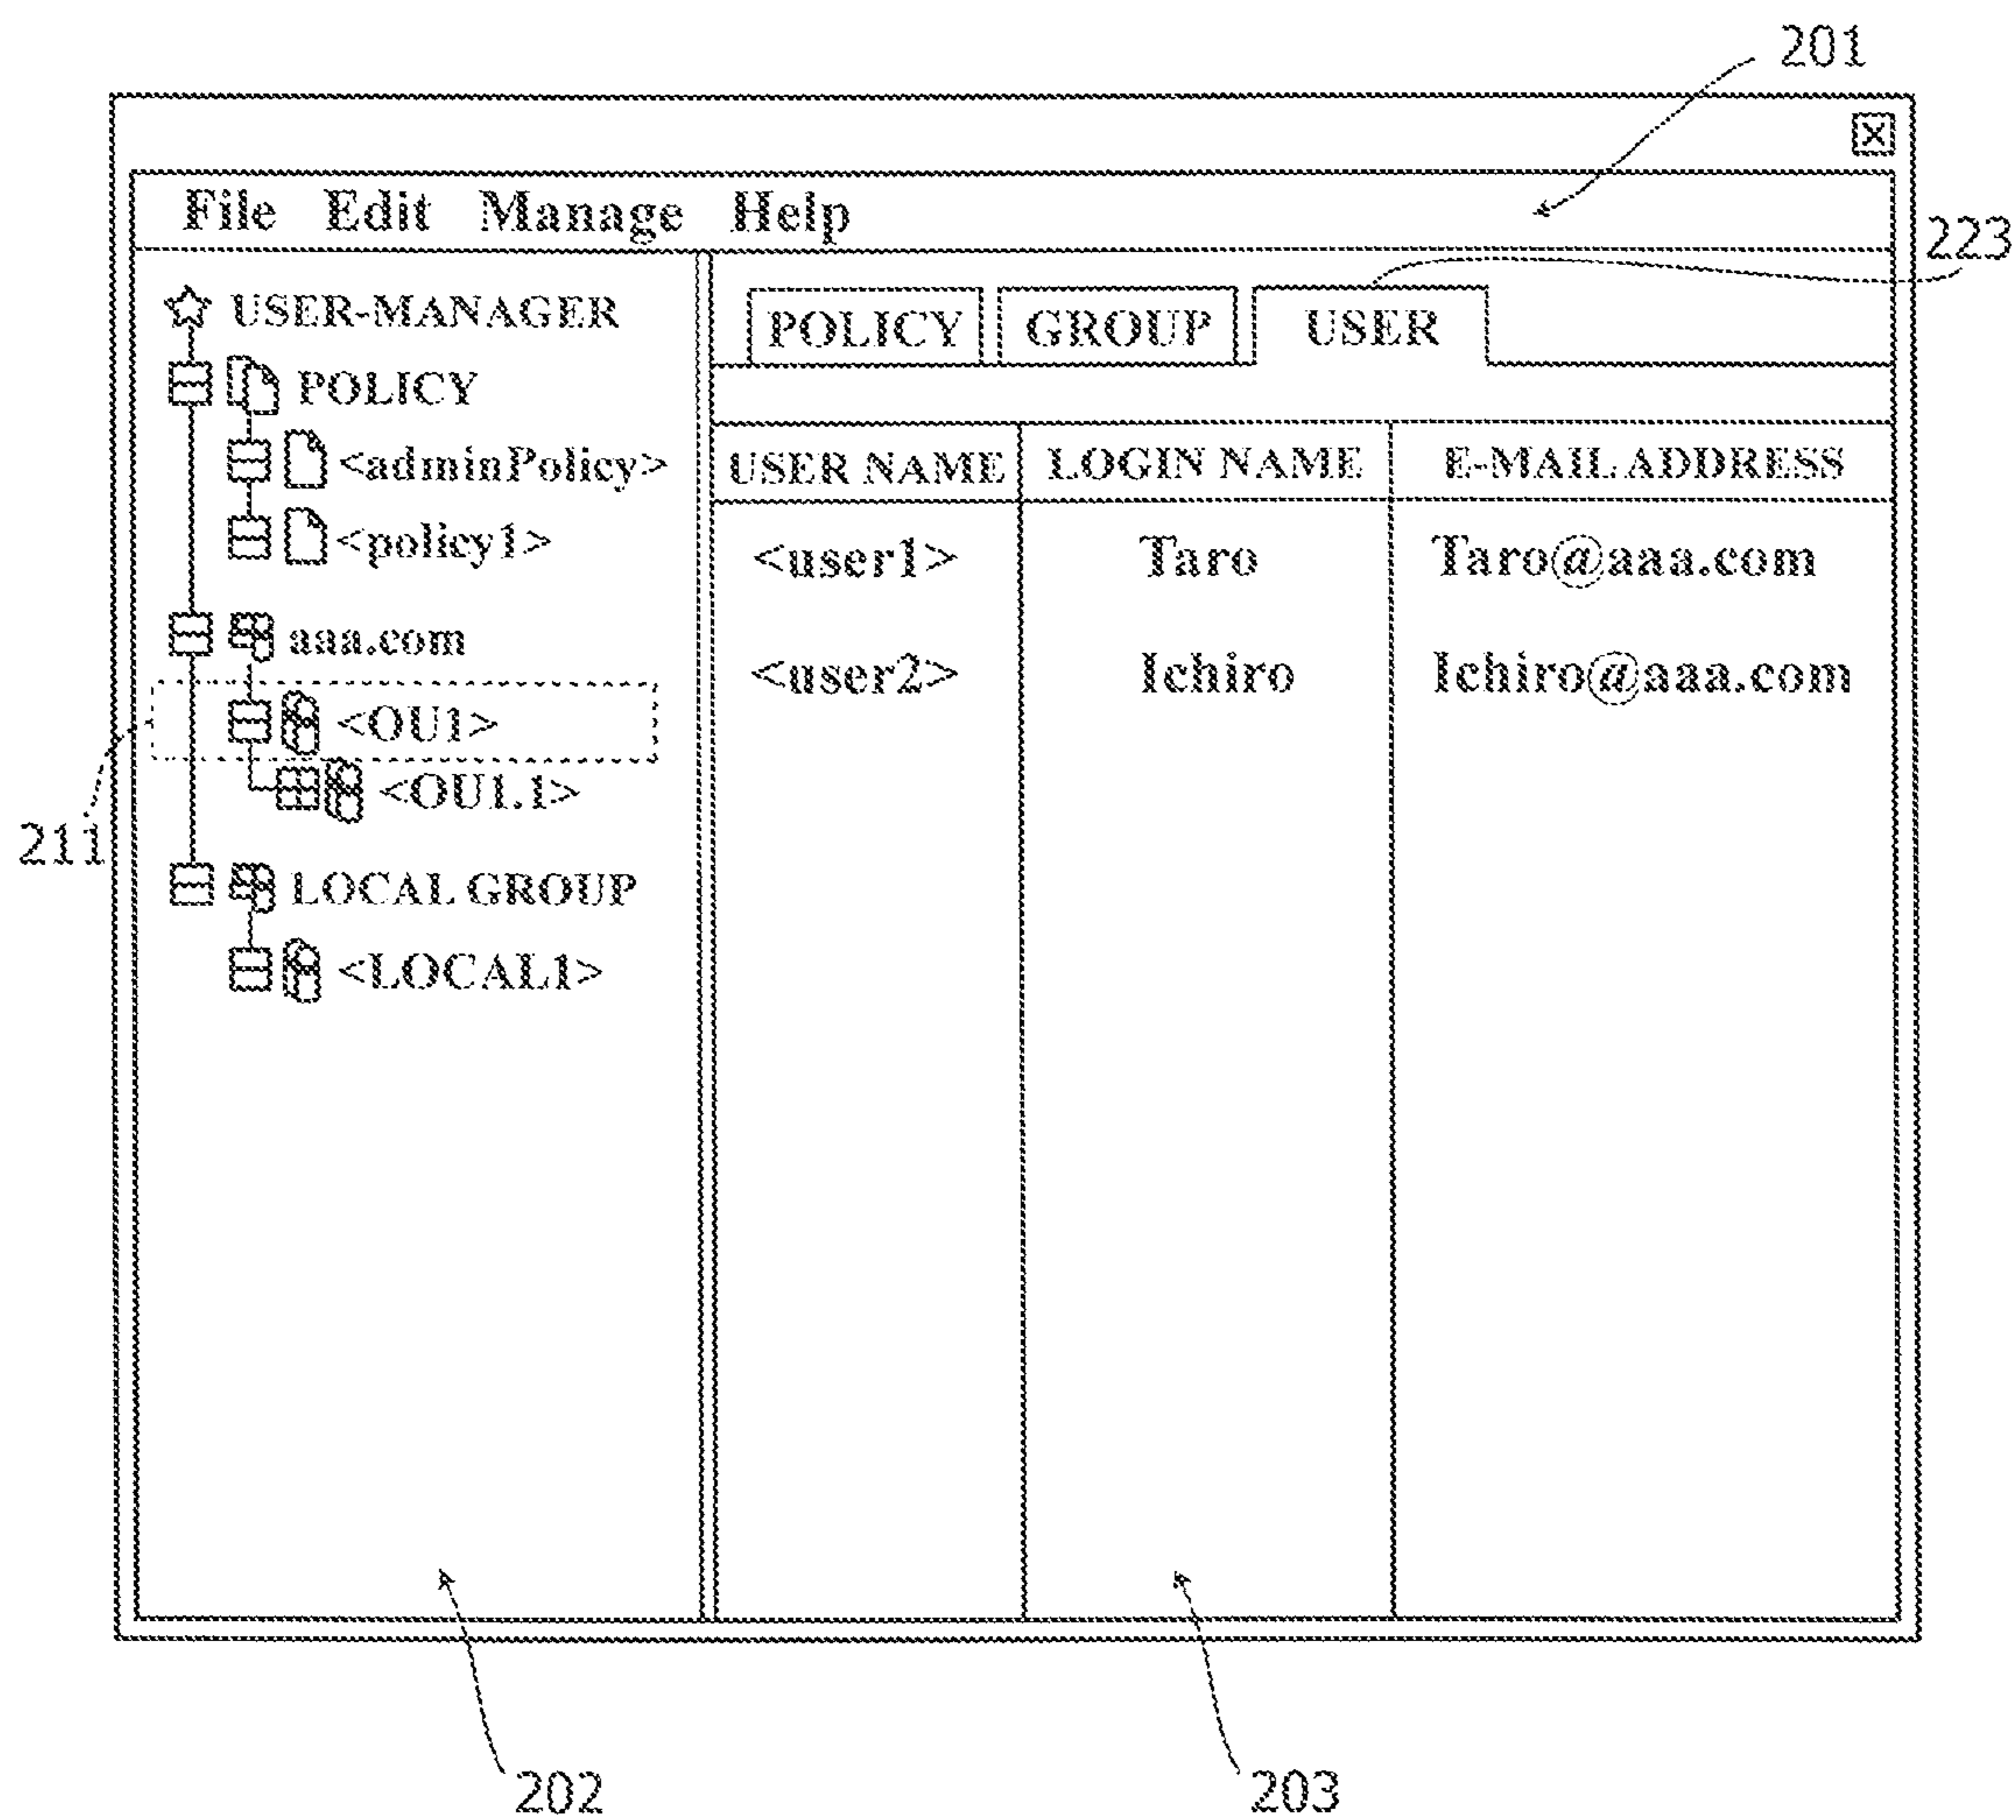 201
File Edit Manage Help
223
USER-MANAGER
POLICY
<adminPolicy>
<policy1>
aaa.com
<OU1>
<OU1.1>
211
LOCAL GROUP
<LOCAL1>
POLICY GROUP USER
USER NAME LOGIN NAME E-MAIL ADDRESS
<user1> Taro Taro@aaa.com
<user2> Ichiro Ichiro@aaa.com
202
203